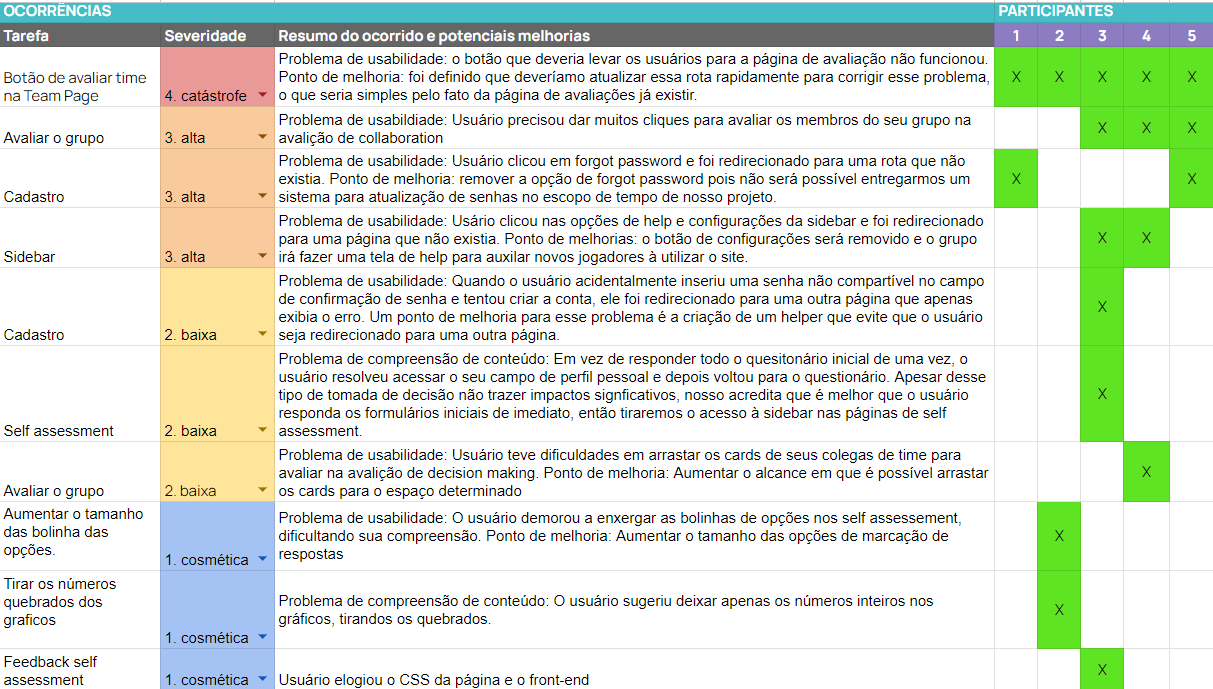 OCORRÊNCIAS PARTICIPANTES
Tarefa Severidade Resumo do ocorrido e potenciais melhorias 1 2 3 4 5
Botão de avaliar time
na Team Page
4. catástrofe
Problema de usabilidade: o botão que deveria levar os usuários para a página de avaliação não funcionou.
Ponto de melhoria: foi definido que deveríamos atualizar essa rota rapidamente para corrigir esse problema,
o que seria simples pelo fato da página de avaliações já existir.
X X X X X
Avaliar o grupo
3. alta
Problema de usabildiade: Usuário precisou dar muitos cliques para avaliar os membros do seu grupo na
avalição de collaboration
X X X
Cadastro
3. alta
Problema de usabilidade: Usuário clicou em forgot password e foi redirecionado para uma rota que não
existia. Ponto de melhoria: remover a opção de forgot password pois não será possível entregarmos um
sistema para atualização de senhas no escopo de tempo de nosso projeto.
X X
Sidebar
3. alta
Problema de usabilidade: Usário clicou nas opções de help e configurações da sidebar e foi redirecionado
para uma página que não existia. Ponto de melhorias: o botão de configurações será removido e o grupo
irá fazer uma tela de help para auxilar novos jogadores à utilizar o site.
X X
Cadastro
2. baixa
Problema de usabilidade: Quando o usuário acidentalmente inseriu uma senha não compartível no campo
de confirmação de senha e tentou criar a conta, ele foi redirecionado para uma outra página que apenas
exibia o erro. Um ponto de melhoria para esse problema é a criação de um helper que evite que o usuário
seja redirecionado para uma outra página.
X
Self assessment
2. baixa
Problema de compreensão de conteúdo: Em vez de responder todo o quesitonário inicial de uma vez, o
usuário resolveu acessar o seu campo de perfil pessoal e depois voltou para o questionário. Apesar desse
tipo de tomada de decisão não trazer impactos signficativos, nosso acredita que é melhor que o usuário
responda os formulários iniciais de imediato, então tiraremos o acesso à sidebar nas páginas de self
assessment.
X
Avaliar o grupo
2. baixa
Problema de usabilidade: Usuário teve dificuldades em arrastar os cards de seus colegas de time para
avaliar na avalição de decision making. Ponto de melhoria: Aumentar o alcance em que é possível arrastar
os cards para o espaço determinado
X
Aumentar o tamanho
das bolinha das
opções.
1. cosmética
Problema de usabilidade: O usuário demorou a enxergar as bolinhas de opções nos self assessement,
dificultando sua compreensão. Ponto de melhoria: Aumentar o tamanho das opções de marcação de
respostas
X
Tirar os números
quebrados dos
graficos
1. cosmética
Problema de compreensão de conteúdo: O usuário sugeriu deixar apenas os números inteiros nos
gráficos, tirandos os quebrados.
X
Feedback self
assessment
1. cosmética
Usuário elogiou o CSS da página e o front-end
X